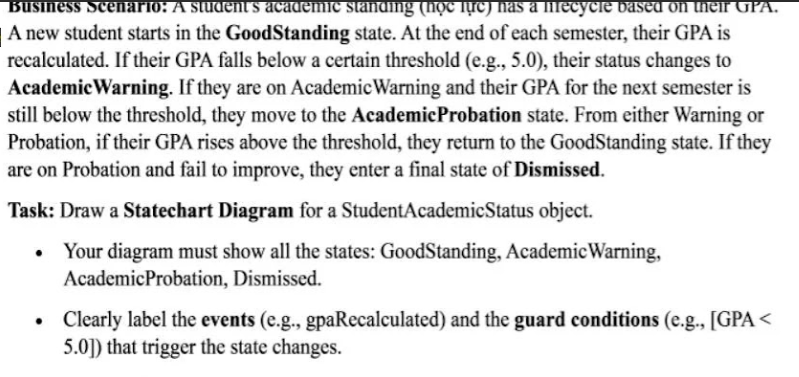 Business Scenario: A student's academic standing (học lực) has a lifecycle based on their GPA.
A new student starts in the GoodStanding state. At the end of each semester, their GPA is
recalculated. If their GPA falls below a certain threshold (e.g., 5.0), their status changes to
AcademicWarning. If they are on AcademicWarning and their GPA for the next semester is
still below the threshold, they move to the AcademicProbation state. From either Warning or
Probation, if their GPA rises above the threshold, they return to the GoodStanding state. If they
are on Probation and fail to improve, they enter a final state of Dismissed.
Task: Draw a Statechart Diagram for a StudentAcademicStatus object.
• Your diagram must show all the states: GoodStanding, AcademicWarning,
AcademicProbation, Dismissed.
• Clearly label the events (e.g., gpaRecalculated) and the guard conditions (e.g., [GPA <
5.0]) that trigger the state changes.